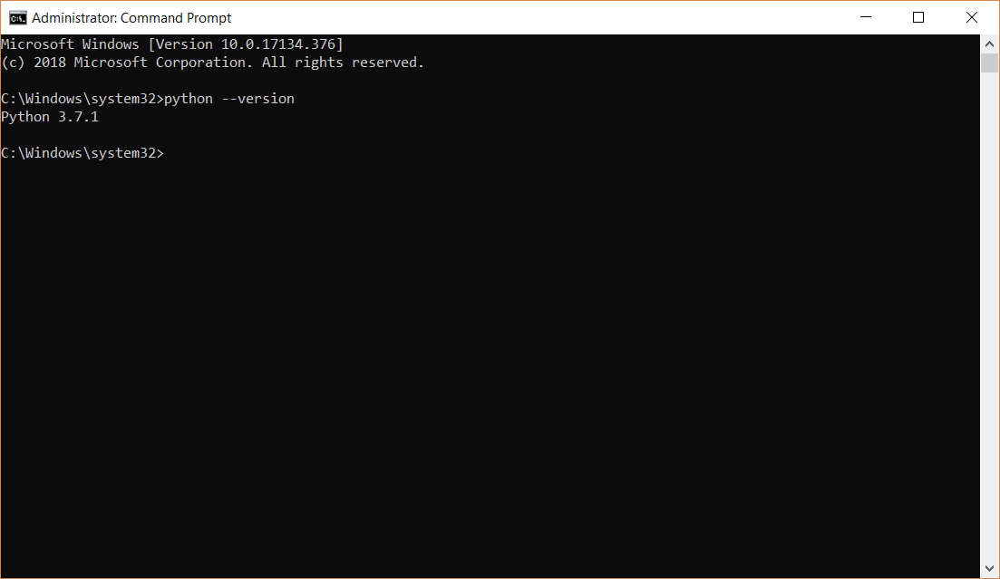 Administrator: Command Prompt
Microsoft Windows [Version 10.0.17134.376]
(c) 2018 Microsoft Corporation. All rights reserved.
C:\Windows\system32>python --version
Python 3.7.1
C:\Windows\system32>